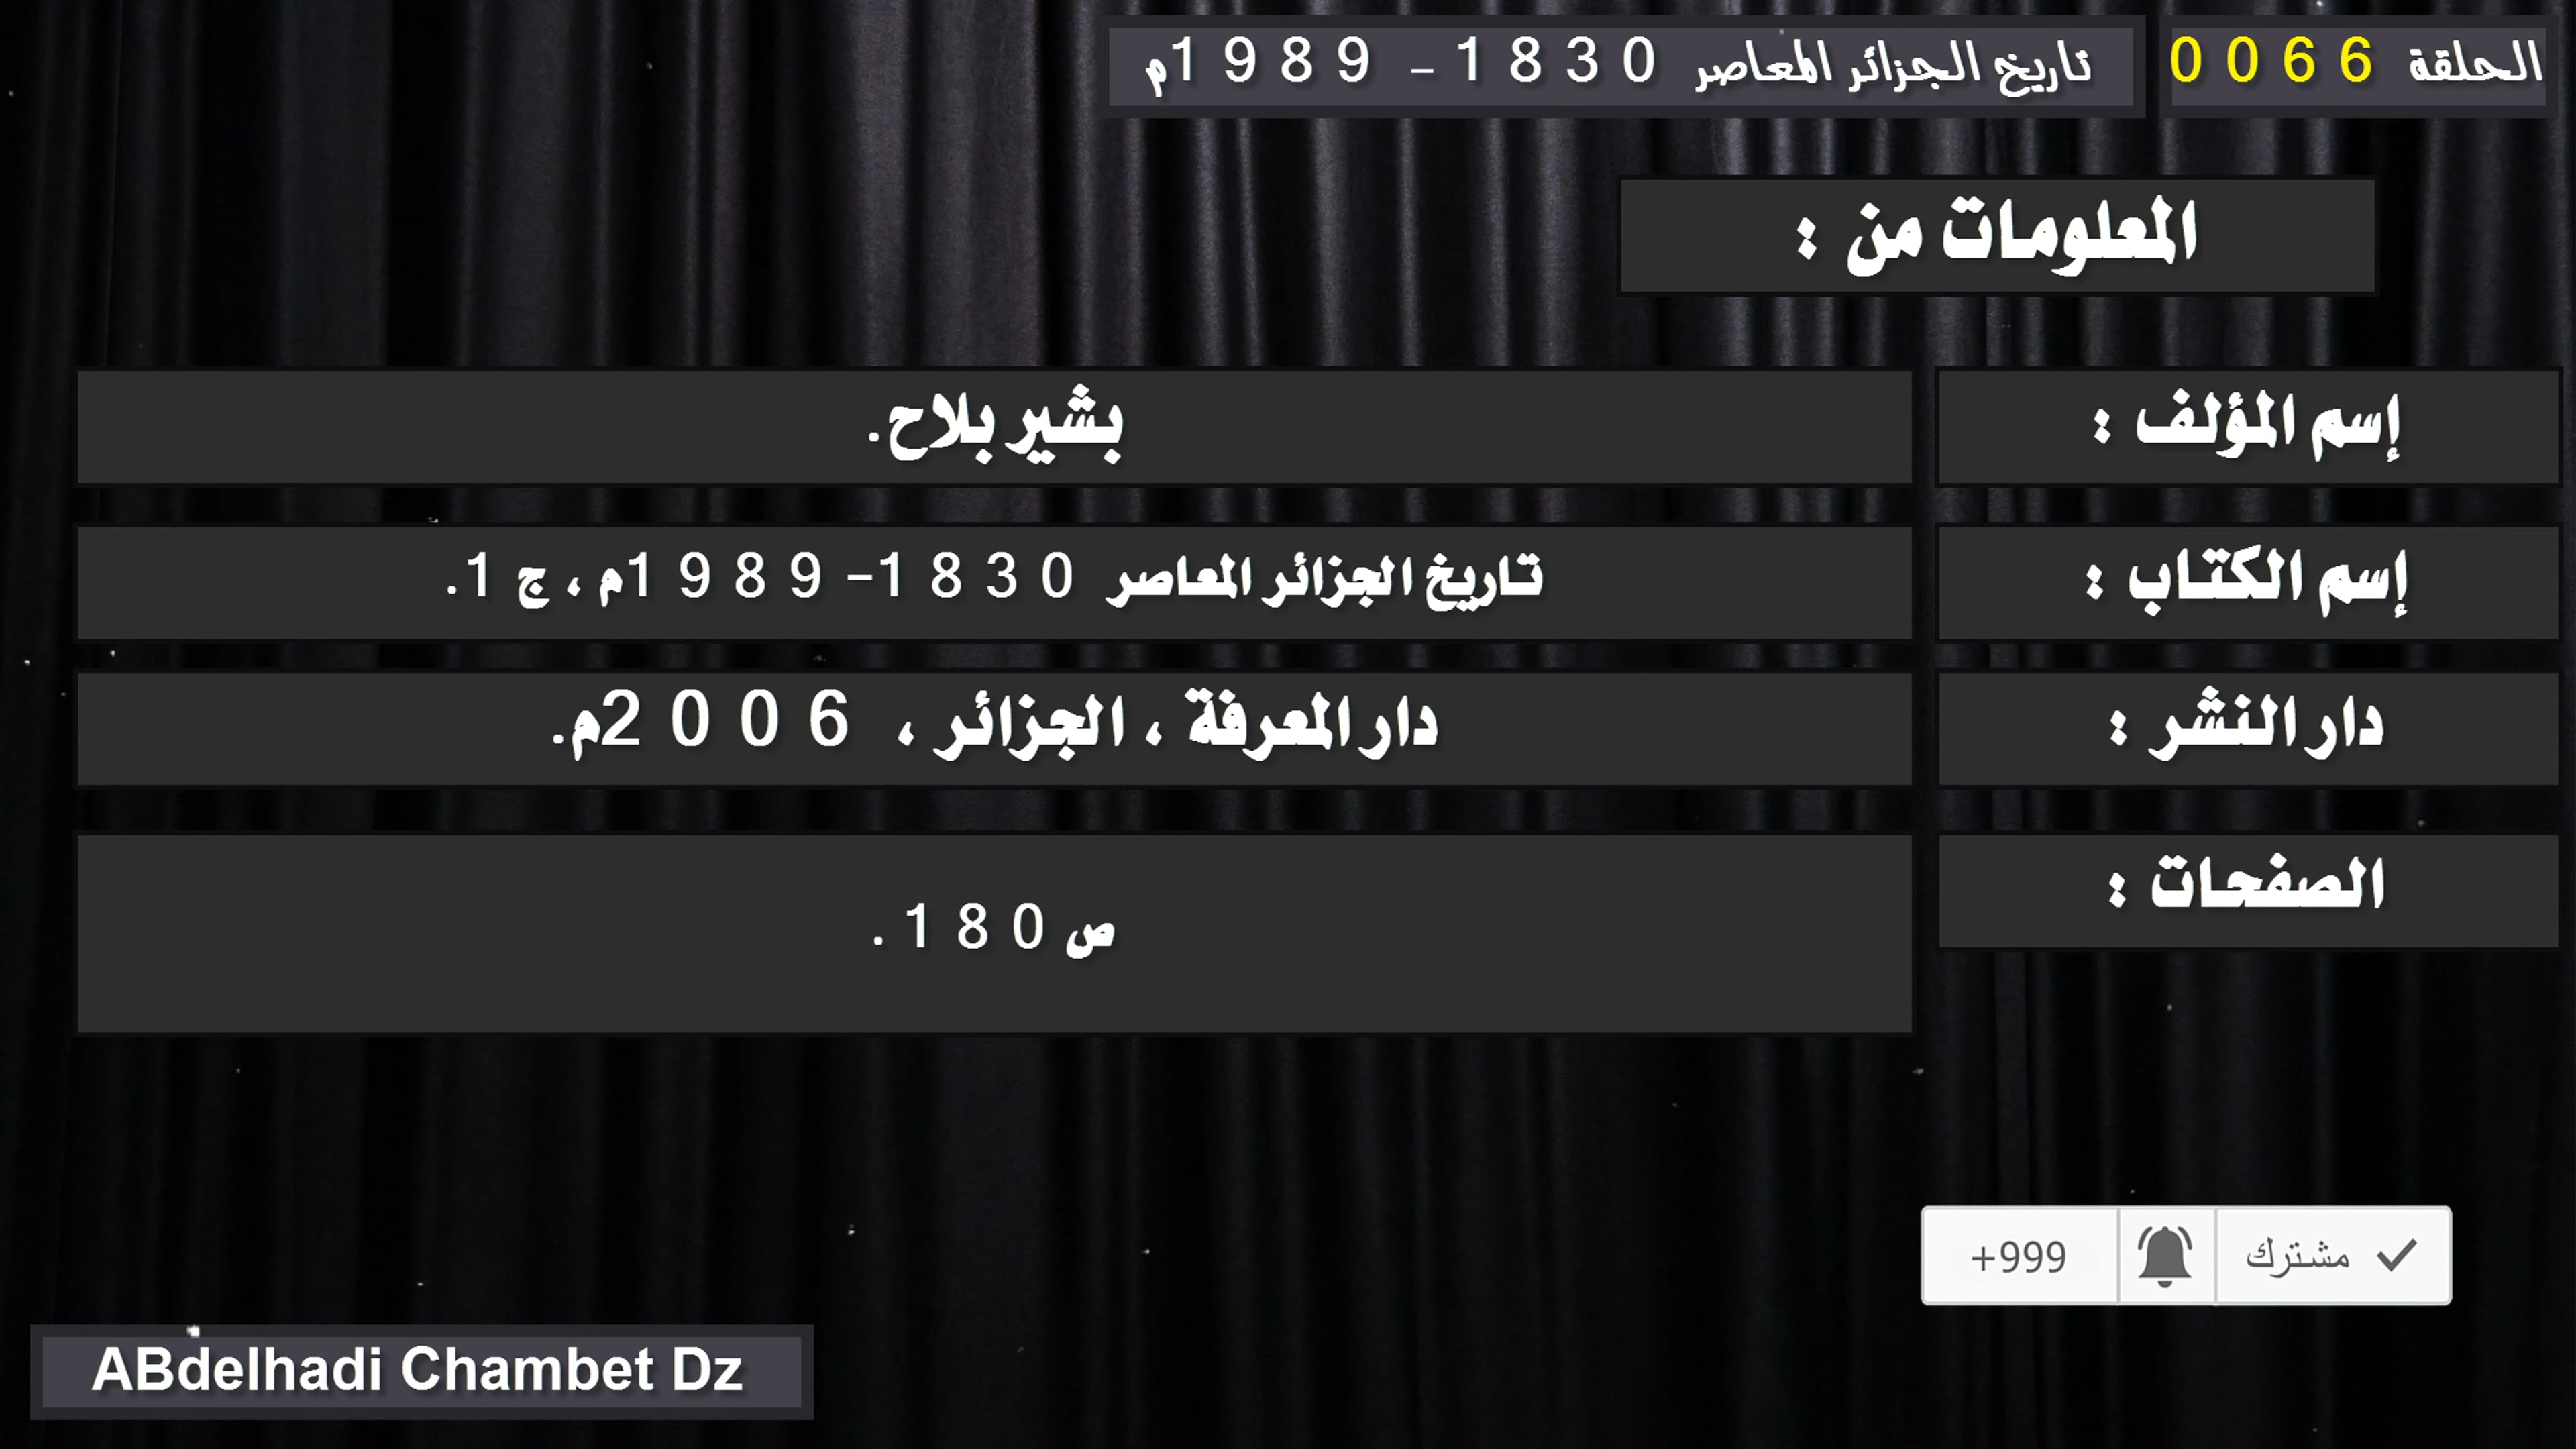 الحلقة 0066
تاريخ الجزائر المعاصر 1830 – 1989م
المعلومات من :
إسم المؤلف :
بشير بلاح.
إسم الكتاب :
تاريخ الجزائر المعاصر 1830 –1989م ، ج 1.
دار النشر :
دار المعرفة ، الجزائر ، 2006م.
الصفحات :
ص 180 .
مشترك
+999
ABdelhadi Chambet Dz